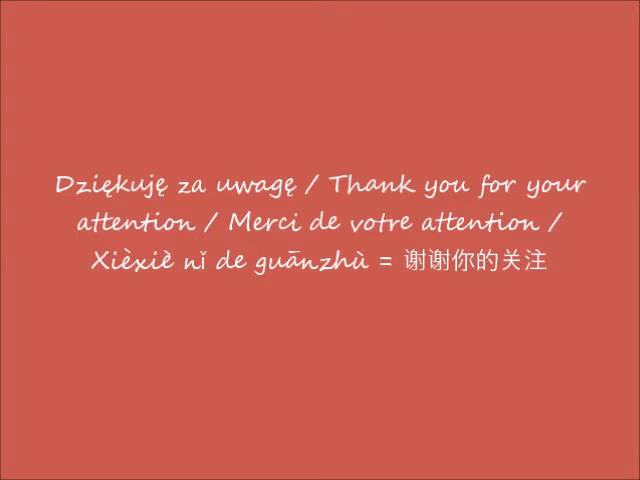 Dziękuję za uwagę / Thank you for your
attention / Merci de votre attention /
Xièxiè nǐ de guānzhù = 谢谢你的关注